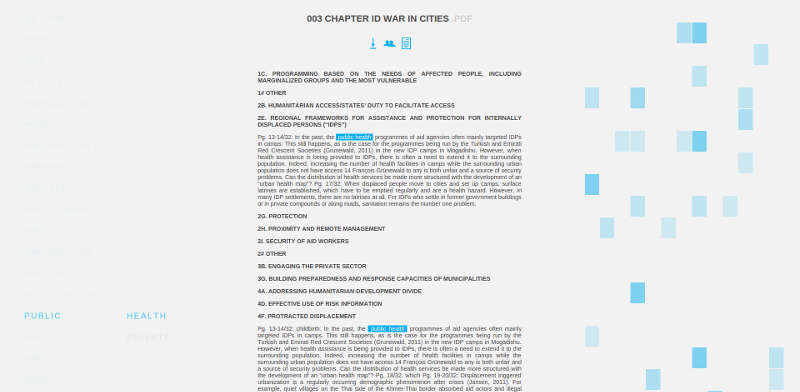 003 CHAPTER ID WAR IN CITIES .PDF
1C. PROGRAMMING BASED ON THE NEEDS OF AFFECTED PEOPLE, INCLUDING
MARGINALIZED GROUPS AND THE MOST VULNERABLE
1# OTHER
2B. HUMANITARIAN ACCESS/STATES' DUTY TO FACILITATE ACCESS
2E. REGIONAL FRAMEWORKS FOR ASSISTANCE AND PROTECTION FOR INTERNALLY
DISPLACED PERSONS ("IDPS")
Pg. 13-14/32: In the past, the public health programmes of aid agencies often mainly targeted IDPs
in camps. This still happens, as is the case for the programmes being run by the Turkish and Emirati
Red Crescent Societies (Grunewald, 2011) in the new IDP camps in Mogadishu. However, when
health assistance is being provided to IDPs, there is often a need to extend it to the surrounding
population. Indeed, increasing the number of health facilities in camps while the surrounding urban
population does not have access 14 François Grünewald to any is both unfair and a source of security
problems. Can the distribution of health services be made more structured with the development of an
"urban health map"? Pg. 17/32: When displaced people move to cities and set up camps, surface
latrines are established, which have to be emptied regularly and are a health hazard. However, in
many IDP settlements, there are no latrines at all. For IDPs who settle in former government buildings
or in private compounds or along roads, sanitation remains the number one problem.
2G. PROTECTION
2H. PROXIMITY AND REMOTE MANAGEMENT
2I. SECURITY OF AID WORKERS
2# OTHER
3B. ENGAGING THE PRIVATE SECTOR
3G. BUILDING PREPAREDNESS AND RESPONSE CAPACITIES OF MUNICIPALITIES
4A. ADDRESSING HUMANITARIAN-DEVELOPMENT DIVIDE
4D. EFFECTIVE USE OF RISK INFORMATION
4F. PROTRACTED DISPLACEMENT
PUBLIC HEALTH
Pg. 13-14/32: childbirth. In the past, the public health programmes of aid agencies often mainly
targeted IDPs in camps. This still happens, as is the case for the programmes being run by the
Turkish and Emirati Red Crescent Societies (Grunewald, 2011) in the new IDP camps in Mogadishu.
However, when health assistance is being provided to IDPs, there is often a need to extend it to the
surrounding population. Indeed, increasing the number of health facilities in camps while the
surrounding urban population does not have access 14 François Grünewald to any is both unfair and
a source of security problems. Can the distribution of health services be made more structured with
the development of an "urban health map"? Pg. 18/32: which Pg. 19-20/32: Displacement triggered
urbanization is a regularly occurring demographic phenomenon after crises (Jansen, 2011). For
example, quiet villages on the Thai side of the Khmer-Thai border absorbed aid actors and illegal